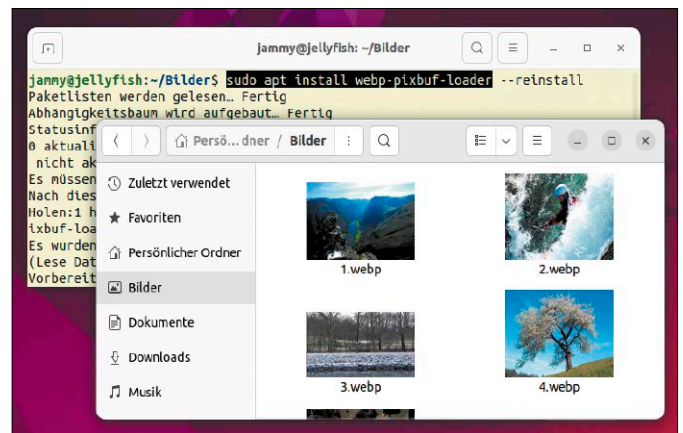 jammy@jellyfish: ~/Bilder
jammy@jellyfish:~/Bilder$ sudo apt install webp-pixbuf-loader --reinstall
Paketlisten werden gelesen… Fertig
Abhängigkeitsbaum wird aufgebaut… Fertig
Statusinf
0 aktuali
nicht ak
Es müssen
Nach dies
Holen:1 h
ixbuf-loa
Es wurden
(Lese Dat
Vorbereit
Persö…dner / Bilder
Zuletzt verwendet
Favoriten
Persönlicher Ordner
Bilder
Dokumente
Downloads
Musik
1.webp
2.webp
3.webp
4.webp